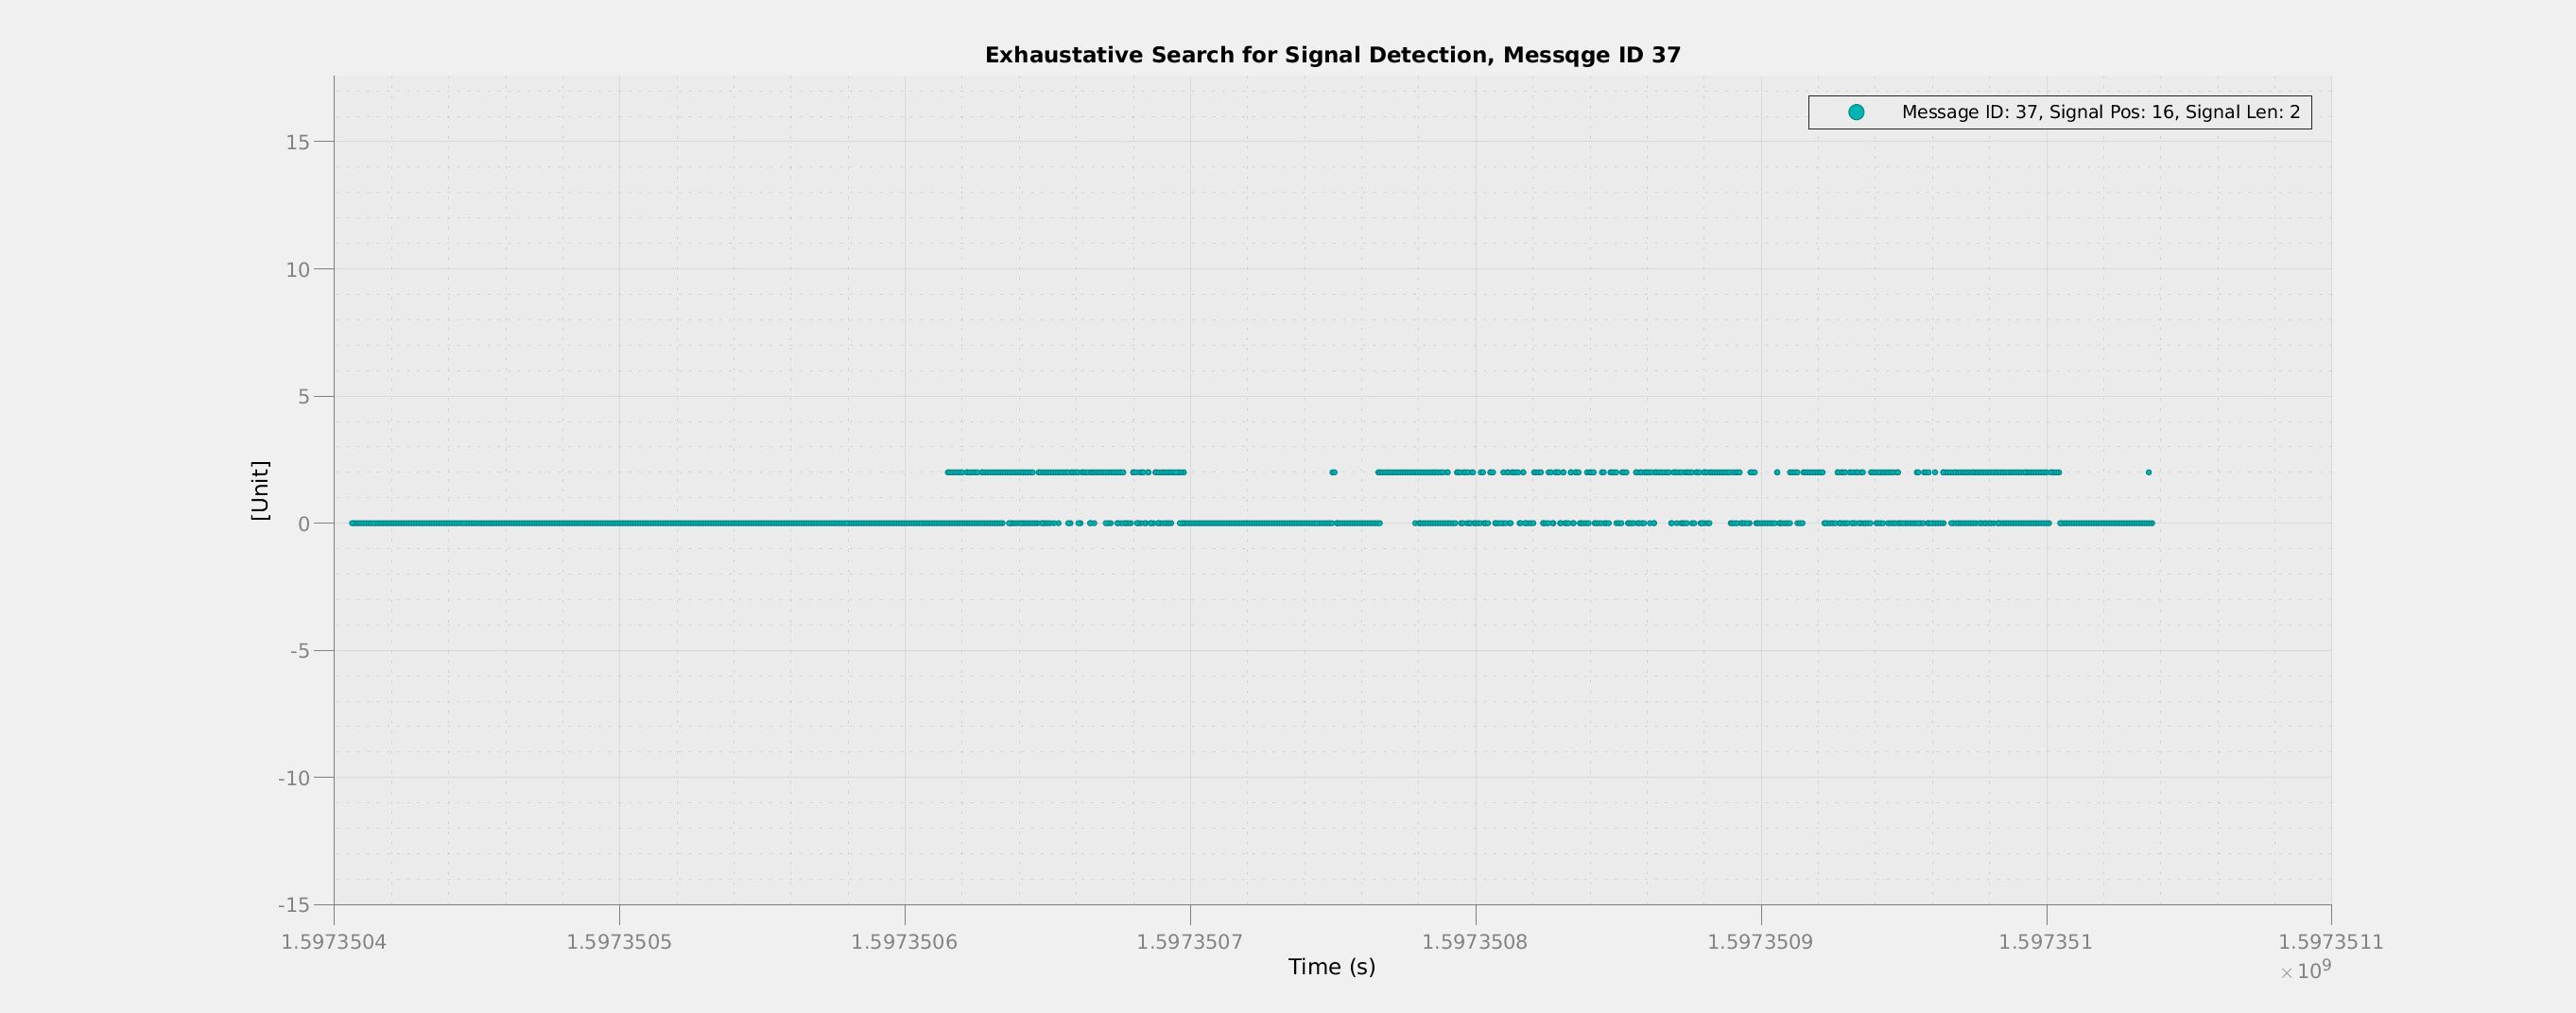 Exhaustative Search for Signal Detection, Messqge ID 37
Message ID: 37, Signal Pos: 16, Signal Len: 2
15
10
5
0
-5
-10
-15
[Unit]
1.5973504 1.5973505 1.5973506 1.5973507 1.5973508 1.5973509 1.597351 1.5973511
Time (s)
× 10⁹